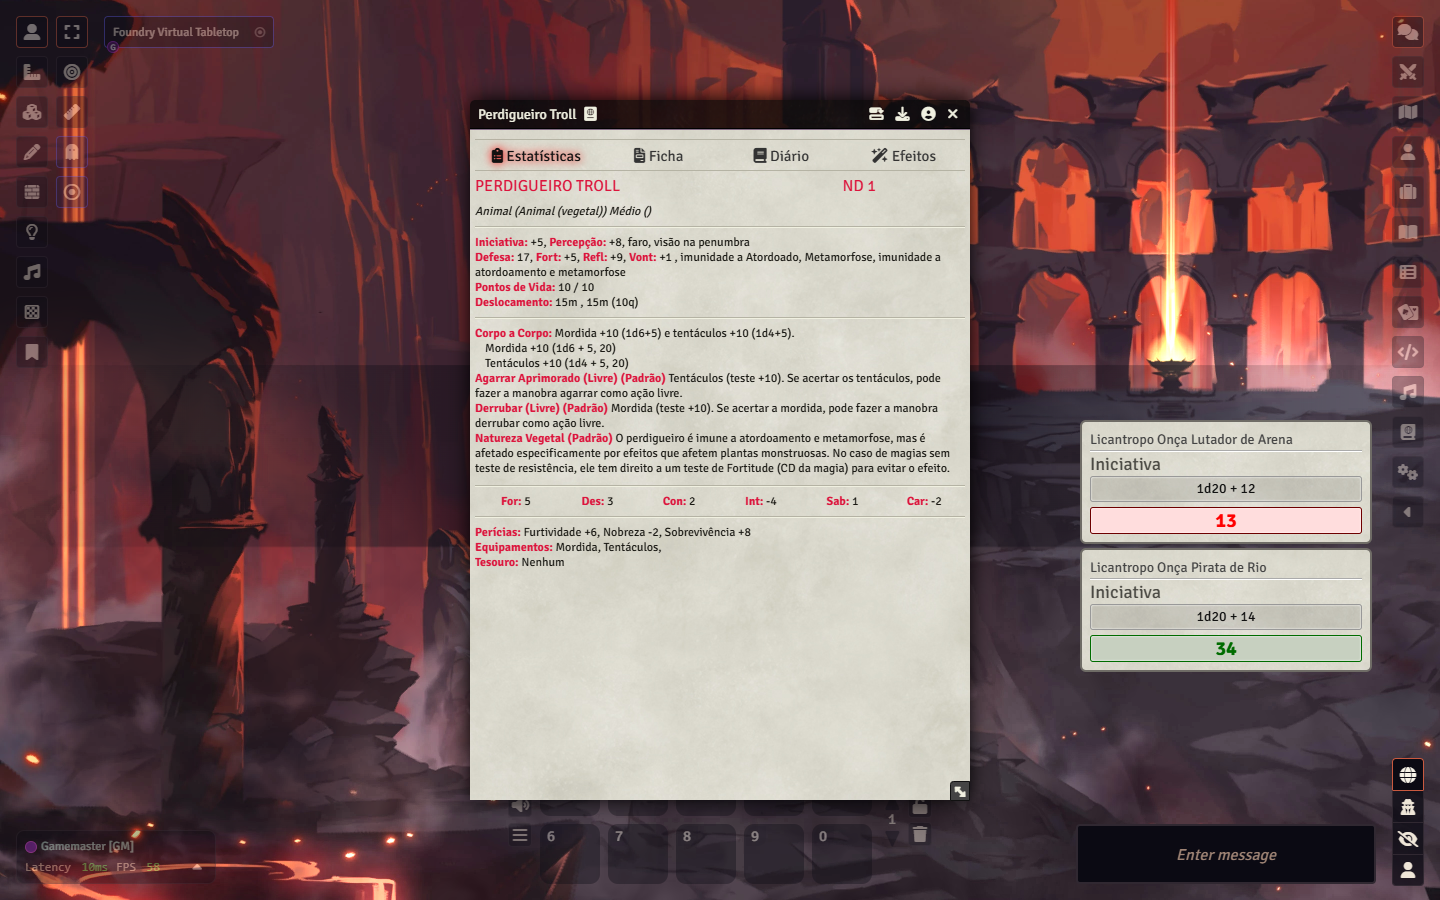 Foundry Virtual Tabletop
G
Perdigueiro Troll
Estatísticas
Ficha
Diário
Efeitos
PERDIGUEIRO TROLL
ND 1
Animal (Animal (vegetal)) Médio ()
Iniciativa: +5, Percepção: +8, faro, visão na penumbra
Defesa: 17, Fort: +5, Refl: +9, Vont: +1 , imunidade a Atordoado, Metamorfose, imunidade a
atordoamento e metamorfose
Pontos de Vida: 10 / 10
Deslocamento: 15m , 15m (10q)
Corpo a Corpo: Mordida +10 (1d6+5) e tentáculos +10 (1d4+5).
Mordida +10 (1d6 + 5, 20)
Tentáculos +10 (1d4 + 5, 20)
Agarrar Aprimorado (Livre) (Padrão) Tentáculos (teste +10). Se acertar os tentáculos, pode
fazer a manobra agarrar como ação livre.
Derrubar (Livre) (Padrão) Mordida (teste +10). Se acertar a mordida, pode fazer a manobra
derrubar como ação livre.
Natureza Vegetal (Padrão) O perdigueiro é imune a atordoamento e metamorfose, mas é
afetado especificamente por efeitos que afetem plantas monstruosas. No caso de magias sem
teste de resistência, ele tem direito a um teste de Fortitude (CD da magia) para evitar o efeito.
For: 5
Des: 3
Con: 2
Int: -4
Sab: 1
Car: -2
Perícias: Furtividade +6, Nobreza -2, Sobrevivência +8
Equipamentos: Mordida, Tentáculos,
Tesouro: Nenhum
Licantropo Onça Lutador de Arena
Iniciativa
1d20 + 12
13
Licantropo Onça Pirata de Rio
Iniciativa
1d20 + 14
34
6
7
8
9
0
1
Gamemaster [GM]
Latency 10ms FPS 58
Enter message